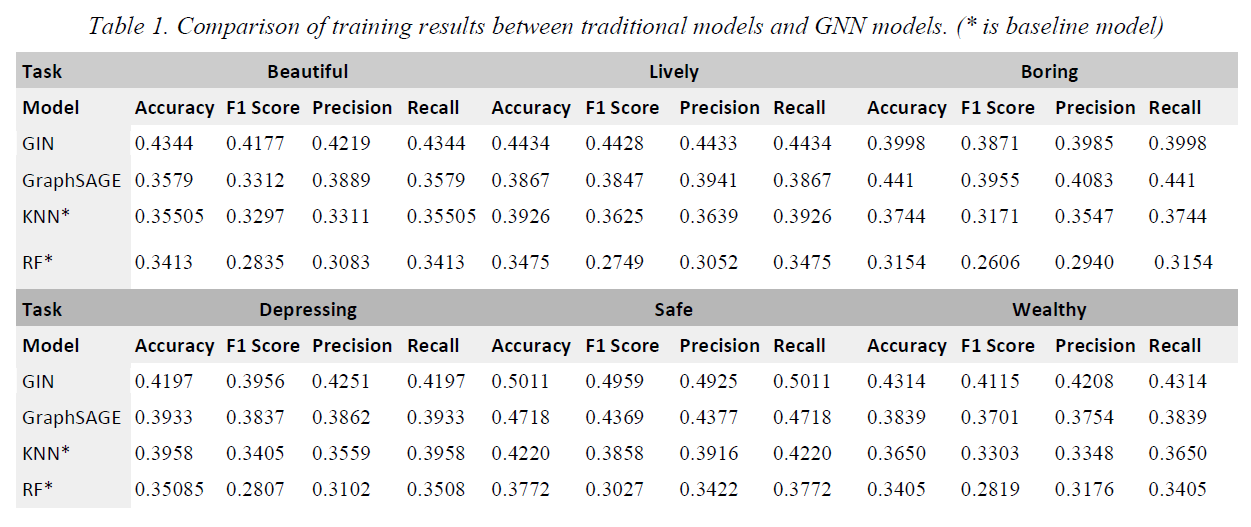 Table 1. Comparison of training results between traditional models and GNN models. (* is baseline model)
Task Beautiful Lively Boring
Model Accuracy F1 Score Precision Recall Accuracy F1 Score Precision Recall Accuracy F1 Score Precision Recall
GIN 0.4344 0.4177 0.4219 0.4344 0.4434 0.4428 0.4433 0.4434 0.3998 0.3871 0.3985 0.3998
GraphSAGE 0.3579 0.3312 0.3889 0.3579 0.3867 0.3847 0.3941 0.3867 0.441 0.3955 0.4083 0.441
KNN* 0.35505 0.3297 0.3311 0.35505 0.3926 0.3625 0.3639 0.3926 0.3744 0.3171 0.3547 0.3744
RF* 0.3413 0.2835 0.3083 0.3413 0.3475 0.2749 0.3052 0.3475 0.3154 0.2606 0.2940 0.3154
Task Depressing Safe Wealthy
Model Accuracy F1 Score Precision Recall Accuracy F1 Score Precision Recall Accuracy F1 Score Precision Recall
GIN 0.4197 0.3956 0.4251 0.4197 0.5011 0.4959 0.4925 0.5011 0.4314 0.4115 0.4208 0.4314
GraphSAGE 0.3933 0.3837 0.3862 0.3933 0.4718 0.4369 0.4377 0.4718 0.3839 0.3701 0.3754 0.3839
KNN* 0.3958 0.3405 0.3559 0.3958 0.4220 0.3858 0.3916 0.4220 0.3650 0.3303 0.3348 0.3650
RF* 0.35085 0.2807 0.3102 0.3508 0.3772 0.3027 0.3422 0.3772 0.3405 0.2819 0.3176 0.3405